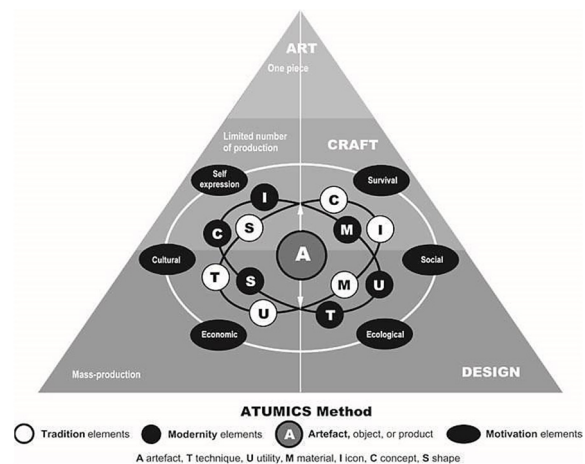 ART
One piece
Limited number
of production
CRAFT
Self
expression
Survival
I
C
C
S
M
I
A
Cultural
Social
T
S
M
U
U
T
Economic
Ecological
Mass-production
DESIGN
ATUMICS Method
Tradition elements
Modernity elements
A
Artefact, object, or product
Motivation elements
A artefact, T technique, U utility, M material, I icon, C concept, S shape